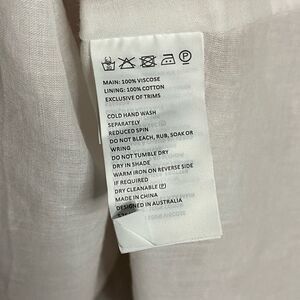 MAIN: 100% VISCOSE
LINING: 100% COTTON
EXCLUSIVE OF TRIMS
COLD HAND WASH
SEPARATELY
REDUCED SPIN
DO NOT BLEACH, RUB, SOAK OR
WRING
DO NOT TUMBLE DRY
DRY IN SHADE
WARM IRON ON REVERSE SIDE
IF REQUIRED
DRY CLEANABLE Ⓟ
MADE IN CHINA
DESIGNED IN AUSTRALIA